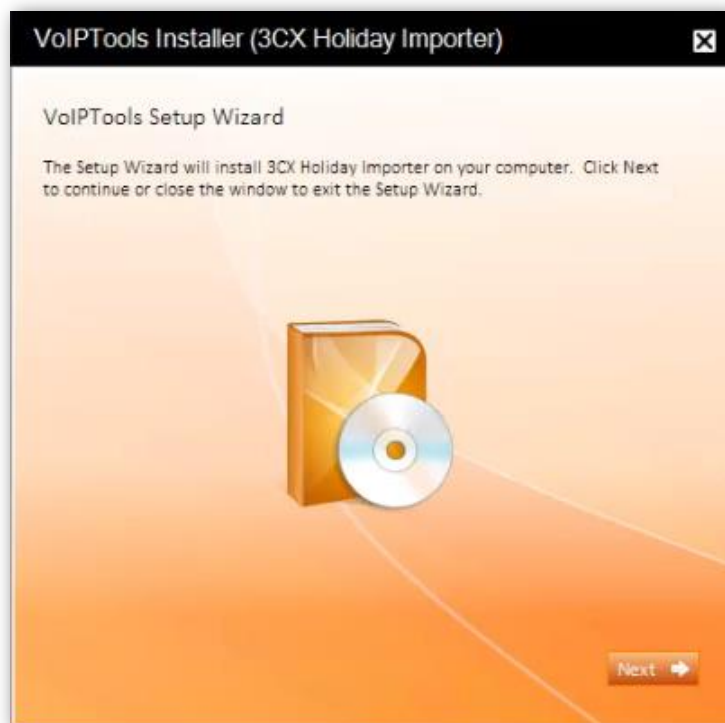 VoIPTools Installer (3CX Holiday Importer)
VoIPTools Setup Wizard
The Setup Wizard will install 3CX Holiday Importer on your computer. Click Next
to continue or close the window to exit the Setup Wizard.
Next